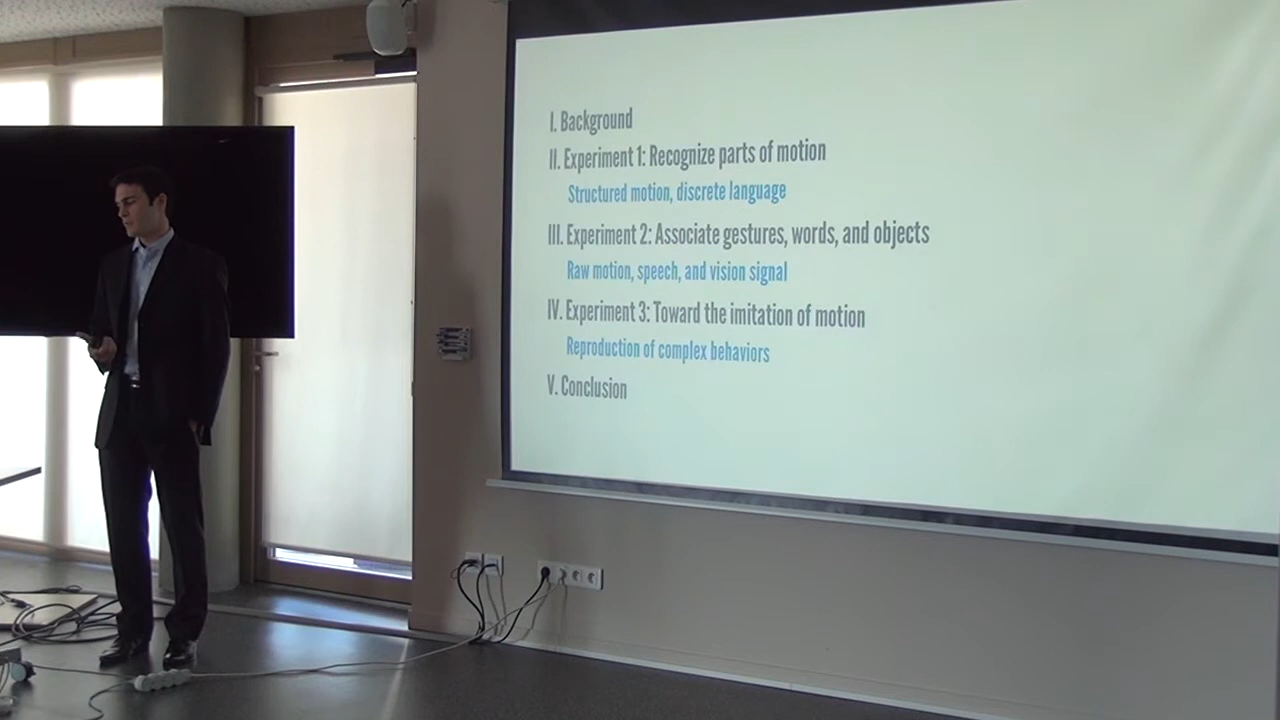 I. Background
II. Experiment 1: Recognize parts of motion
Structured motion, discrete language
III. Experiment 2: Associate gestures, words, and objects
Raw motion, speech, and vision signal
IV. Experiment 3: Toward the imitation of motion
Reproduction of complex behaviors
V. Conclusion